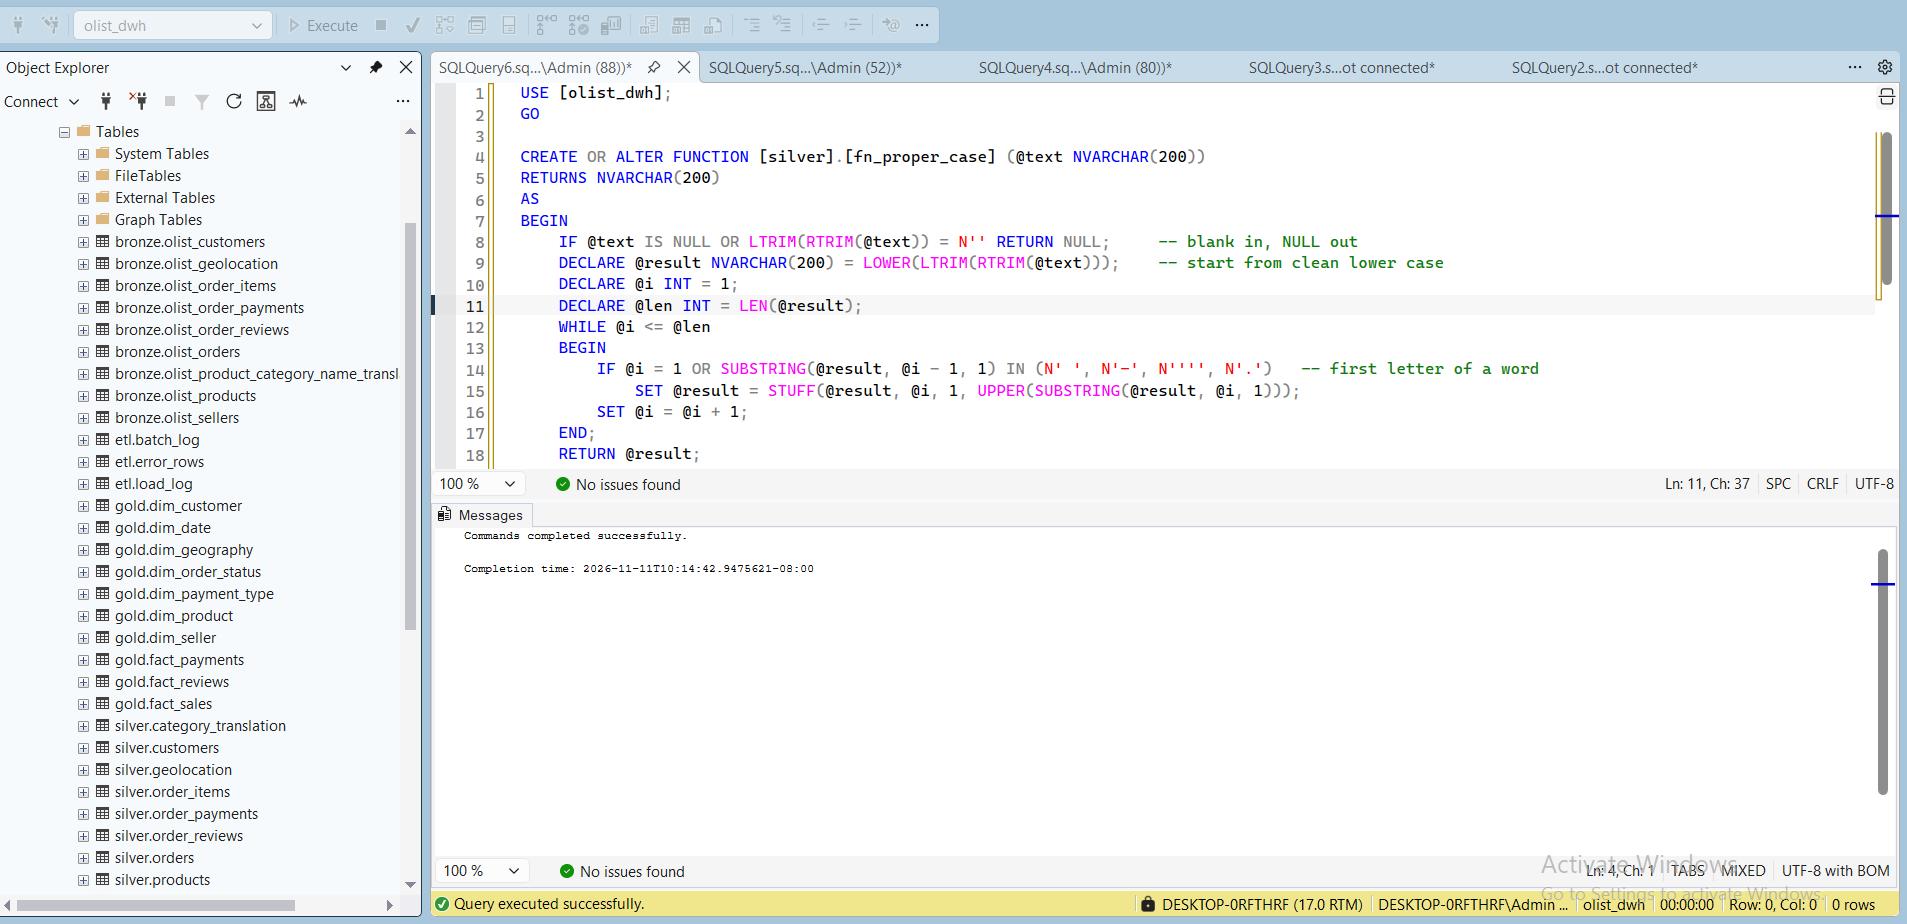 olist_dwh
Execute
Object Explorer
Connect
Tables
System Tables
FileTables
External Tables
Graph Tables
bronze.olist_customers
bronze.olist_geolocation
bronze.olist_order_items
bronze.olist_order_payments
bronze.olist_order_reviews
bronze.olist_orders
bronze.olist_product_category_name_transl
bronze.olist_products
bronze.olist_sellers
etl.batch_log
etl.error_rows
etl.load_log
gold.dim_customer
gold.dim_date
gold.dim_geography
gold.dim_order_status
gold.dim_payment_type
gold.dim_product
gold.dim_seller
gold.fact_payments
gold.fact_reviews
gold.fact_sales
silver.category_translation
silver.customers
silver.geolocation
silver.order_items
silver.order_payments
silver.order_reviews
silver.orders
silver.products
SQLQuery6.sq...\Admin (88))* SQLQuery5.sq...\Admin (52))* SQLQuery4.sq...\Admin (80))* SQLQuery3.s...ot connected* SQLQuery2.s...ot connected*
1 USE [olist_dwh];
2 GO
3
4 CREATE OR ALTER FUNCTION [silver].[fn_proper_case] (@text NVARCHAR(200))
5 RETURNS NVARCHAR(200)
6 AS
7 BEGIN
8 IF @text IS NULL OR LTRIM(RTRIM(@text)) = N'' RETURN NULL; -- blank in, NULL out
9 DECLARE @result NVARCHAR(200) = LOWER(LTRIM(RTRIM(@text))); -- start from clean lower case
10 DECLARE @i INT = 1;
11 DECLARE @len INT = LEN(@result);
12 WHILE @i <= @len
13 BEGIN
14 IF @i = 1 OR SUBSTRING(@result, @i - 1, 1) IN (N' ', N'-', N'''', N'.') -- first letter of a word
15 SET @result = STUFF(@result, @i, 1, UPPER(SUBSTRING(@result, @i, 1)));
16 SET @i = @i + 1;
17 END;
18 RETURN @result;
100 % No issues found Ln: 11, Ch: 37 SPC CRLF UTF-8
Messages
Commands completed successfully.
Completion time: 2026-11-11T10:14:42.9475621-08:00
100 % No issues found Ln: 4, Ch: 1 TABS MIXED UTF-8 with BOM
Activate Windows
Go to Settings to activate Windows.
Query executed successfully. DESKTOP-0RFTHRF (17.0 RTM) DESKTOP-0RFTHRF\Admin ... olist_dwh 00:00:00 Row: 0, Col: 0 0 rows